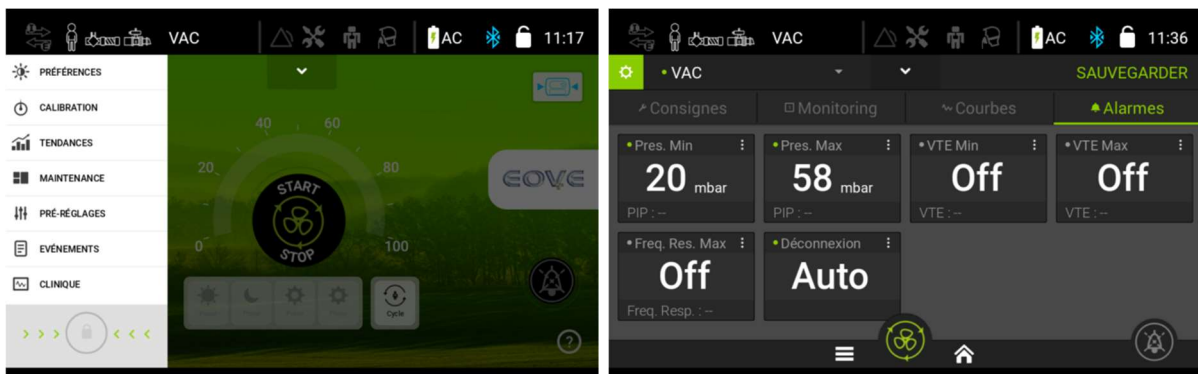 VAC
AC
11:17
PRÉFÉRENCES
CALIBRATION
TENDANCES
MAINTENANCE
PRÉ-RÉGLAGES
EVÉNEMENTS
CLINIQUE
> > > < < <
0 20 40 60 80 100
START
STOP
EOVE
Cycle
?
VAC
AC
11:36
• VAC
SAUVEGARDER
Consignes
Monitoring
Courbes
Alarmes
• Pres. Min
20 mbar
PIP : --
• Pres. Max
58 mbar
PIP : --
• VTE Min
Off
VTE : --
• VTE Max
Off
VTE : --
• Freq. Res. Max
Off
Freq. Resp. : --
• Déconnexion
Auto